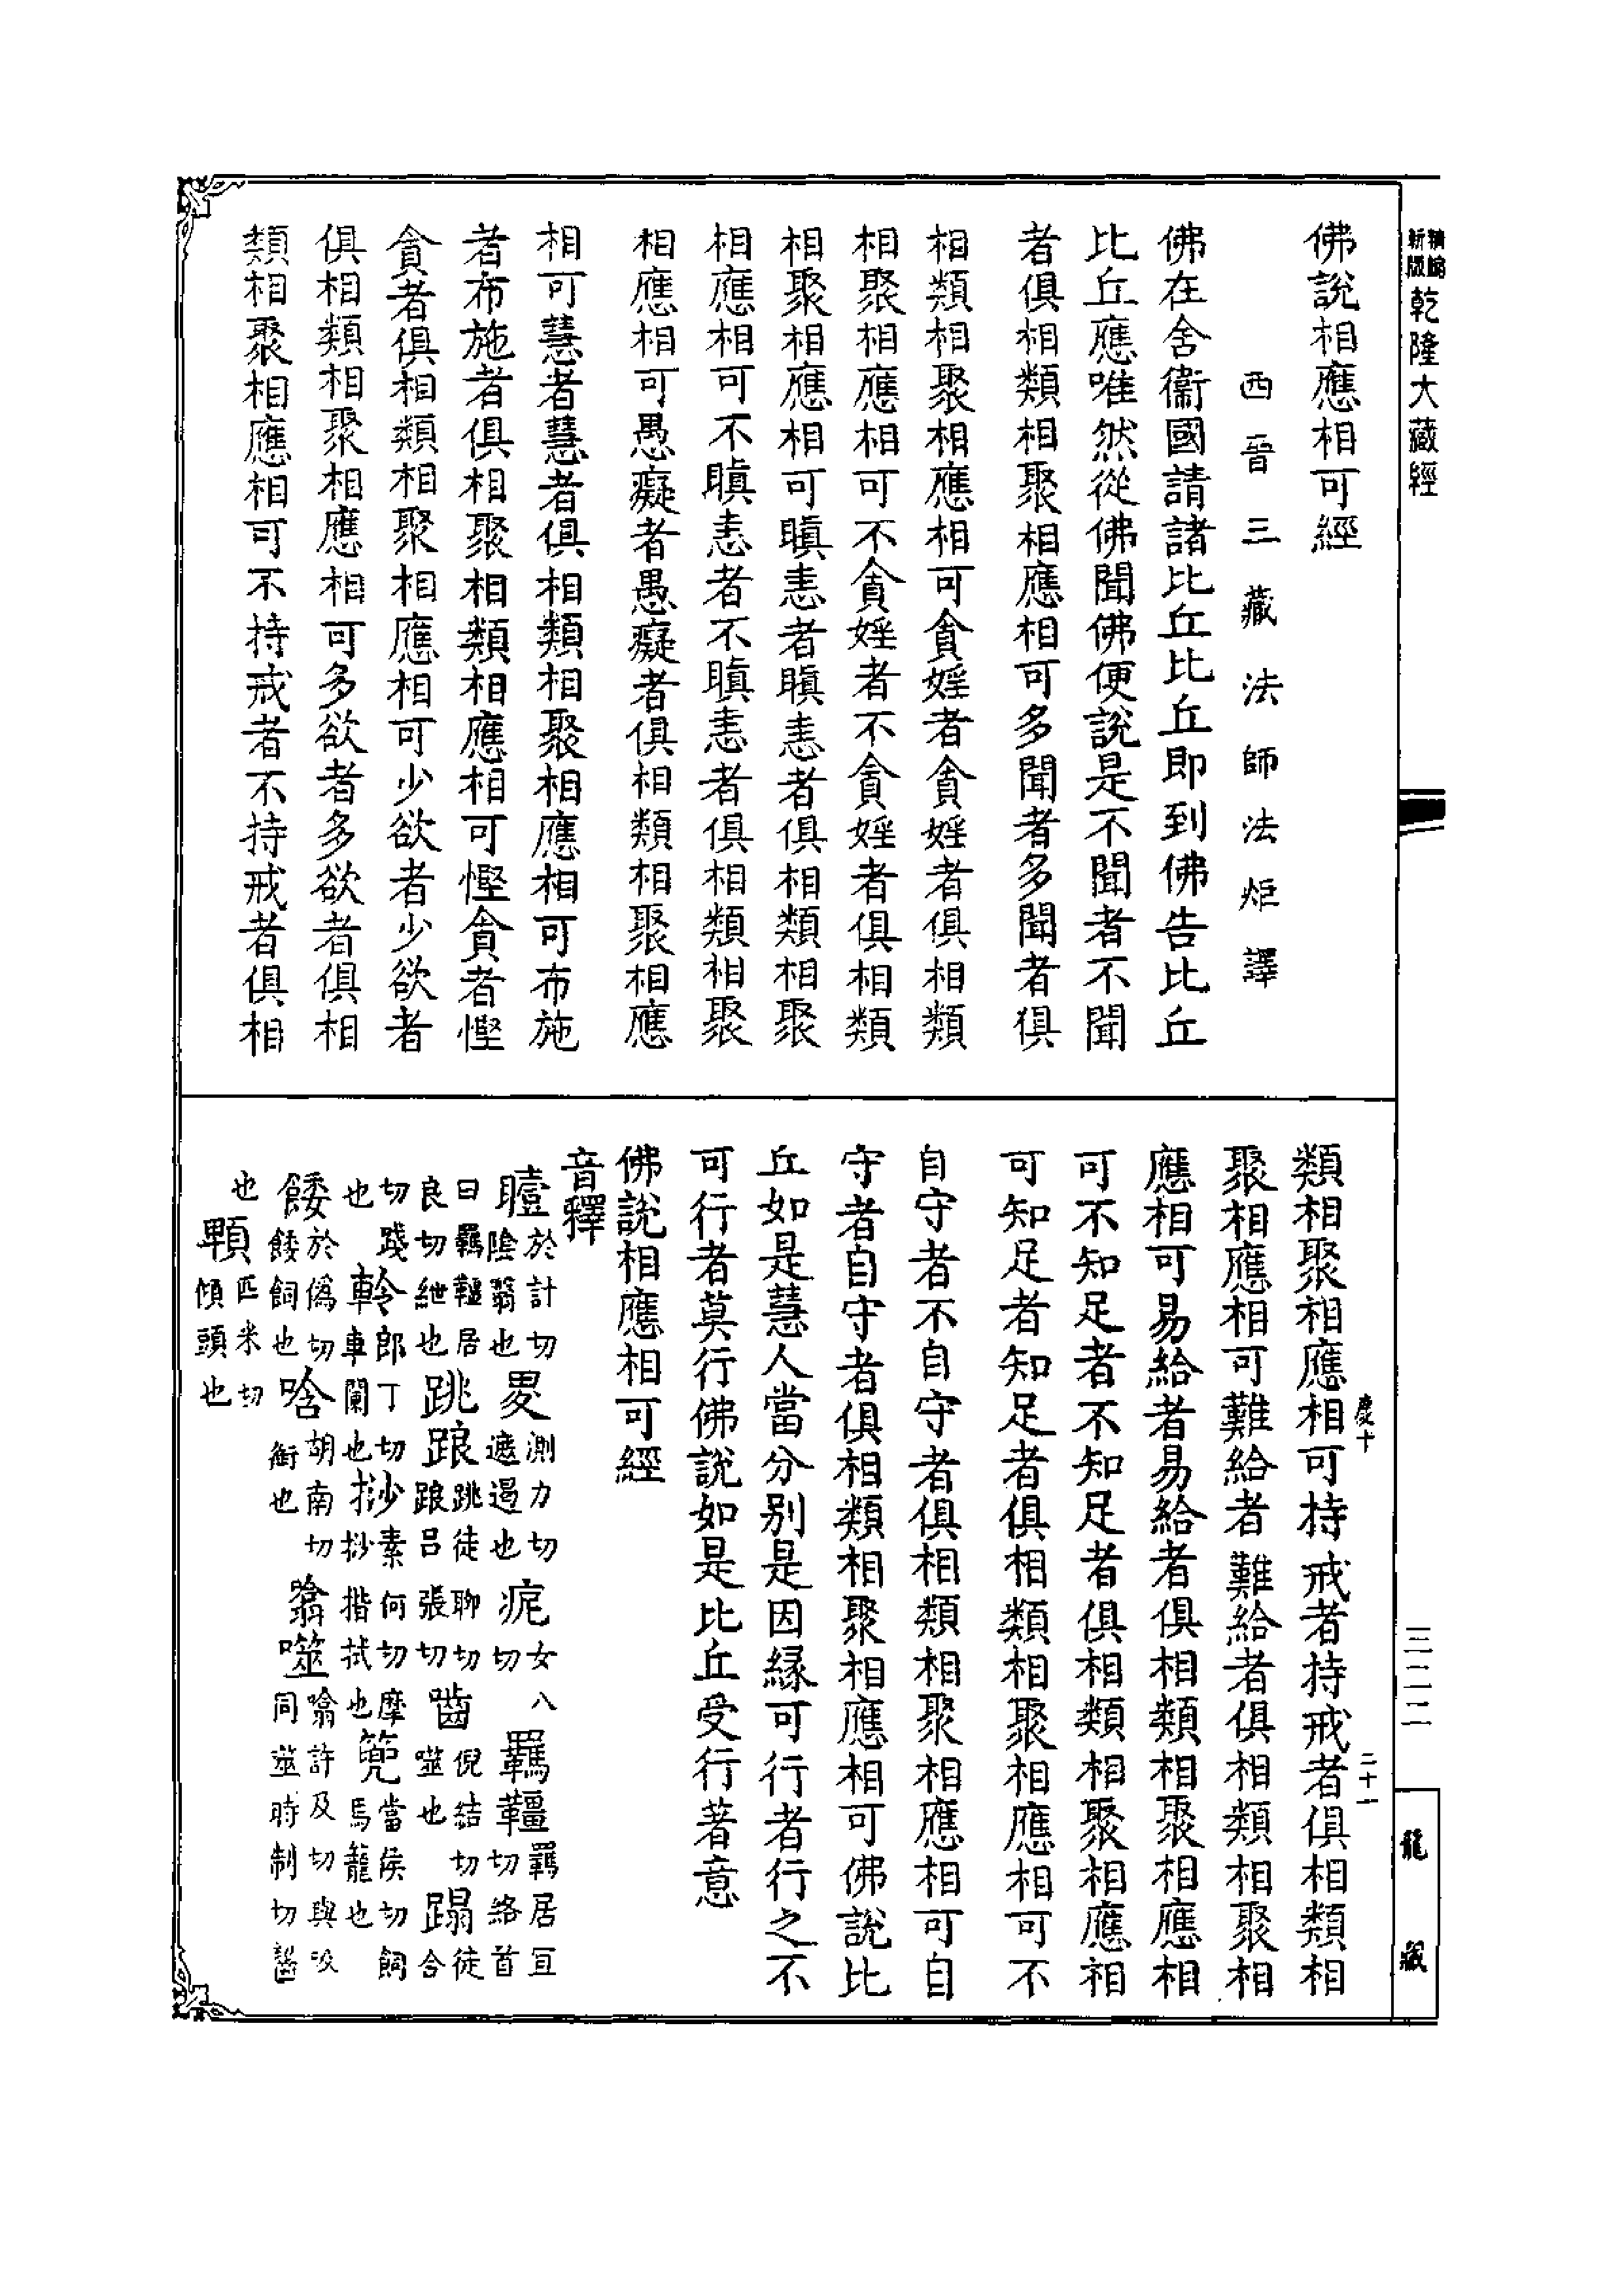 新版
精縮
乾隆大藏經
佛說相應相可經
西晉三藏法師法炬譯
佛在舍衞國請諸比丘比丘即到佛告比丘
比丘應唯然從佛聞佛便說是不聞者不聞
者俱相類相聚相應相可多聞者多聞者俱
相類相聚相應相可貪婬者貪婬者俱相類
相聚相應相可不貪婬者不貪婬者俱相類
相聚相應相可瞋恚者瞋恚者俱相類相聚
相應相可不瞋恚者不瞋恚者俱相類相聚
相應相可愚癡者愚癡者俱相類相聚相應
相可慧者慧者俱相類相聚相應相可布施
者布施者俱相聚相類相應相可慳貪者慳
貪者俱相類相聚相應相可少欲者少欲者
俱相類相聚相應相可多欲者多欲者俱相
類相聚相應相可不持戒者不持戒者俱相
慶十
二十一
三二二
龍藏
類相聚相應相可持戒者持戒者俱相類相
聚相應相可難給者難給者俱相類相聚相
應相可易給者易給者俱相類相聚相應相
可不知足者不知足者俱相類相聚相應相
可知足者知足者俱相類相聚相應相可不
自守者不自守者俱相類相聚相應相可自
守者自守者俱相類相聚相應相可佛說比
丘如是慧人當分別是因緣可行者行之不
可行者莫行佛說如是比丘受行著意
佛說相應相可經
音釋
曀於計切陰翳也畟測力切遮遏也疪女八切羈韁羈居宜切絡首
曰羈韁居良切紲也跳踉跳徒聊切踉呂張切嚙倪結切噬也蹋徒合
切踐也軨郎丁切車闌也挱素何切摩挱揩拭也篼當侯切飼馬籠也
餧於偽切餧飼也唅胡南切銜也噏噬噏許及切與吸同噬時制切齧
也頼匹米切傾頭也